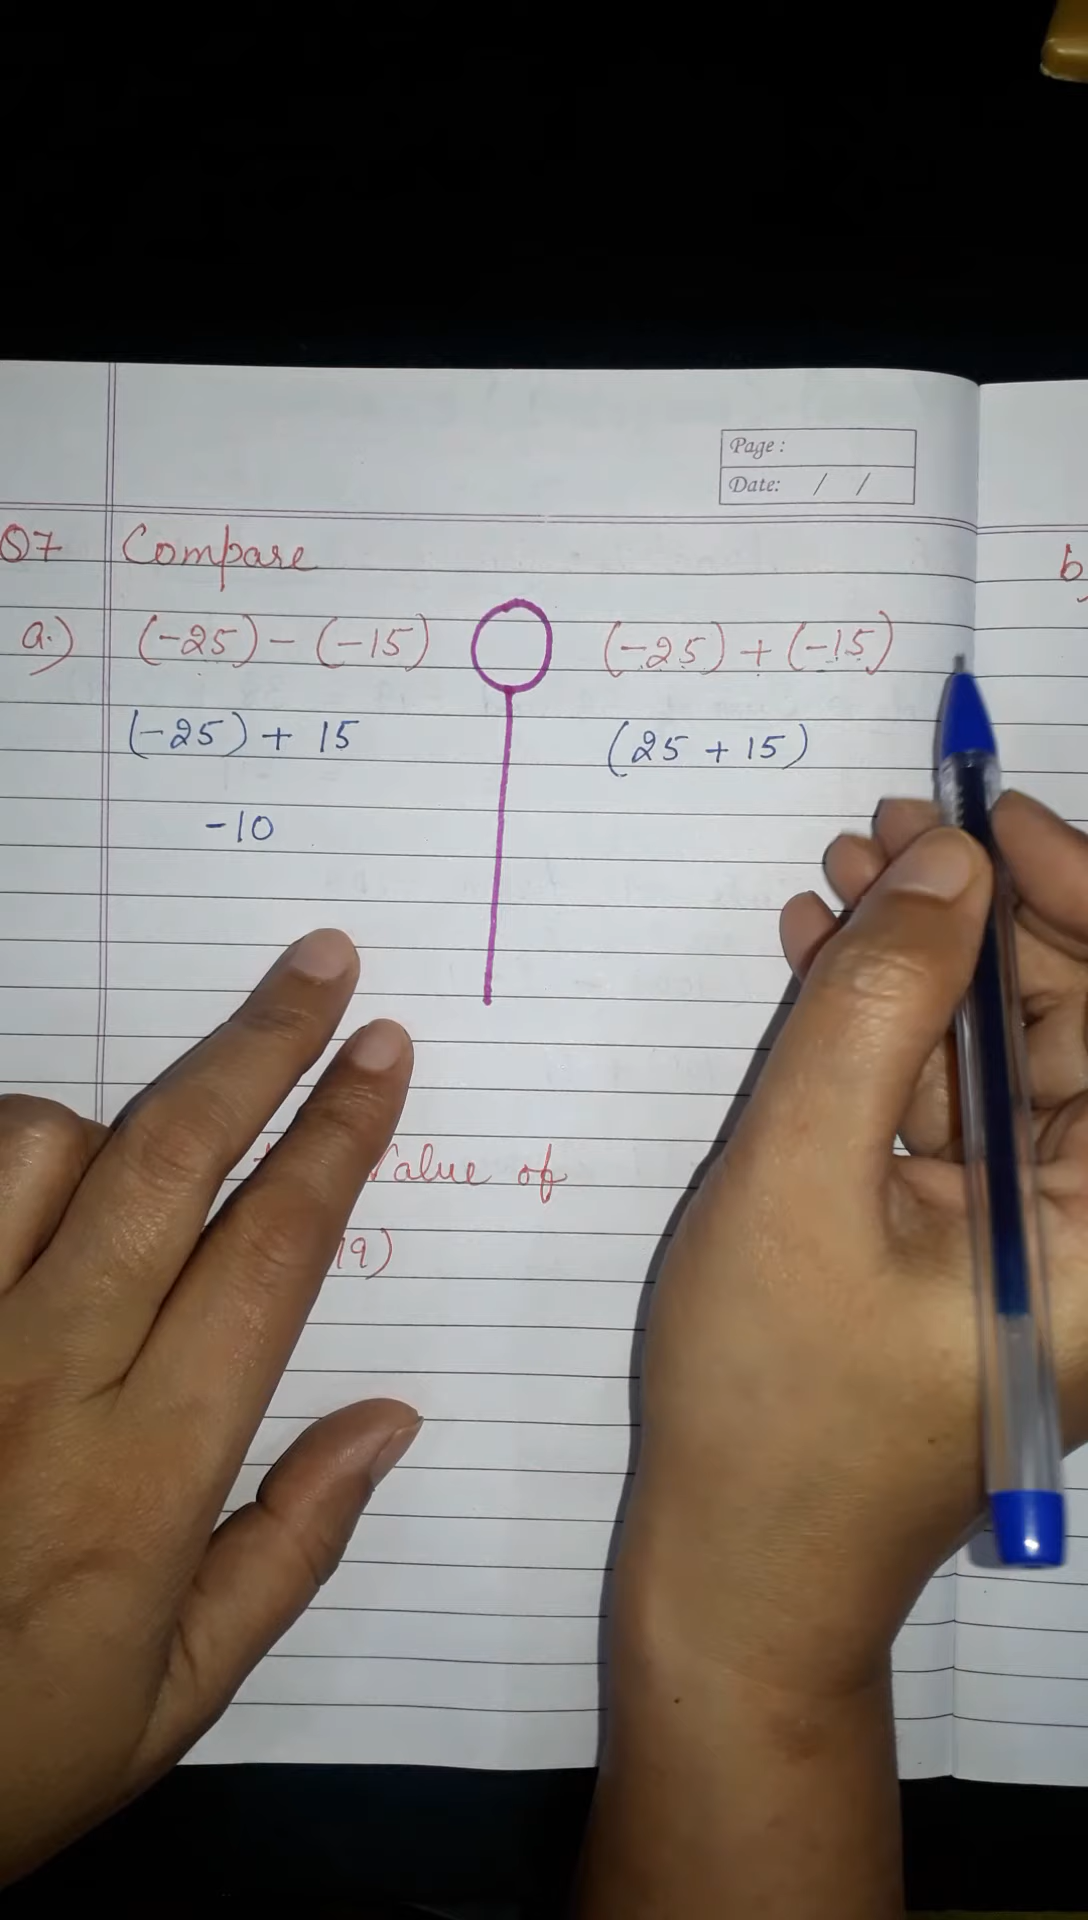 Page :
Date: / /
Q7 Compare
a.) (-25) - (-15) (-25) + (-15)
(-25) + 15 (25 + 15)
-10
b
Value of
19)